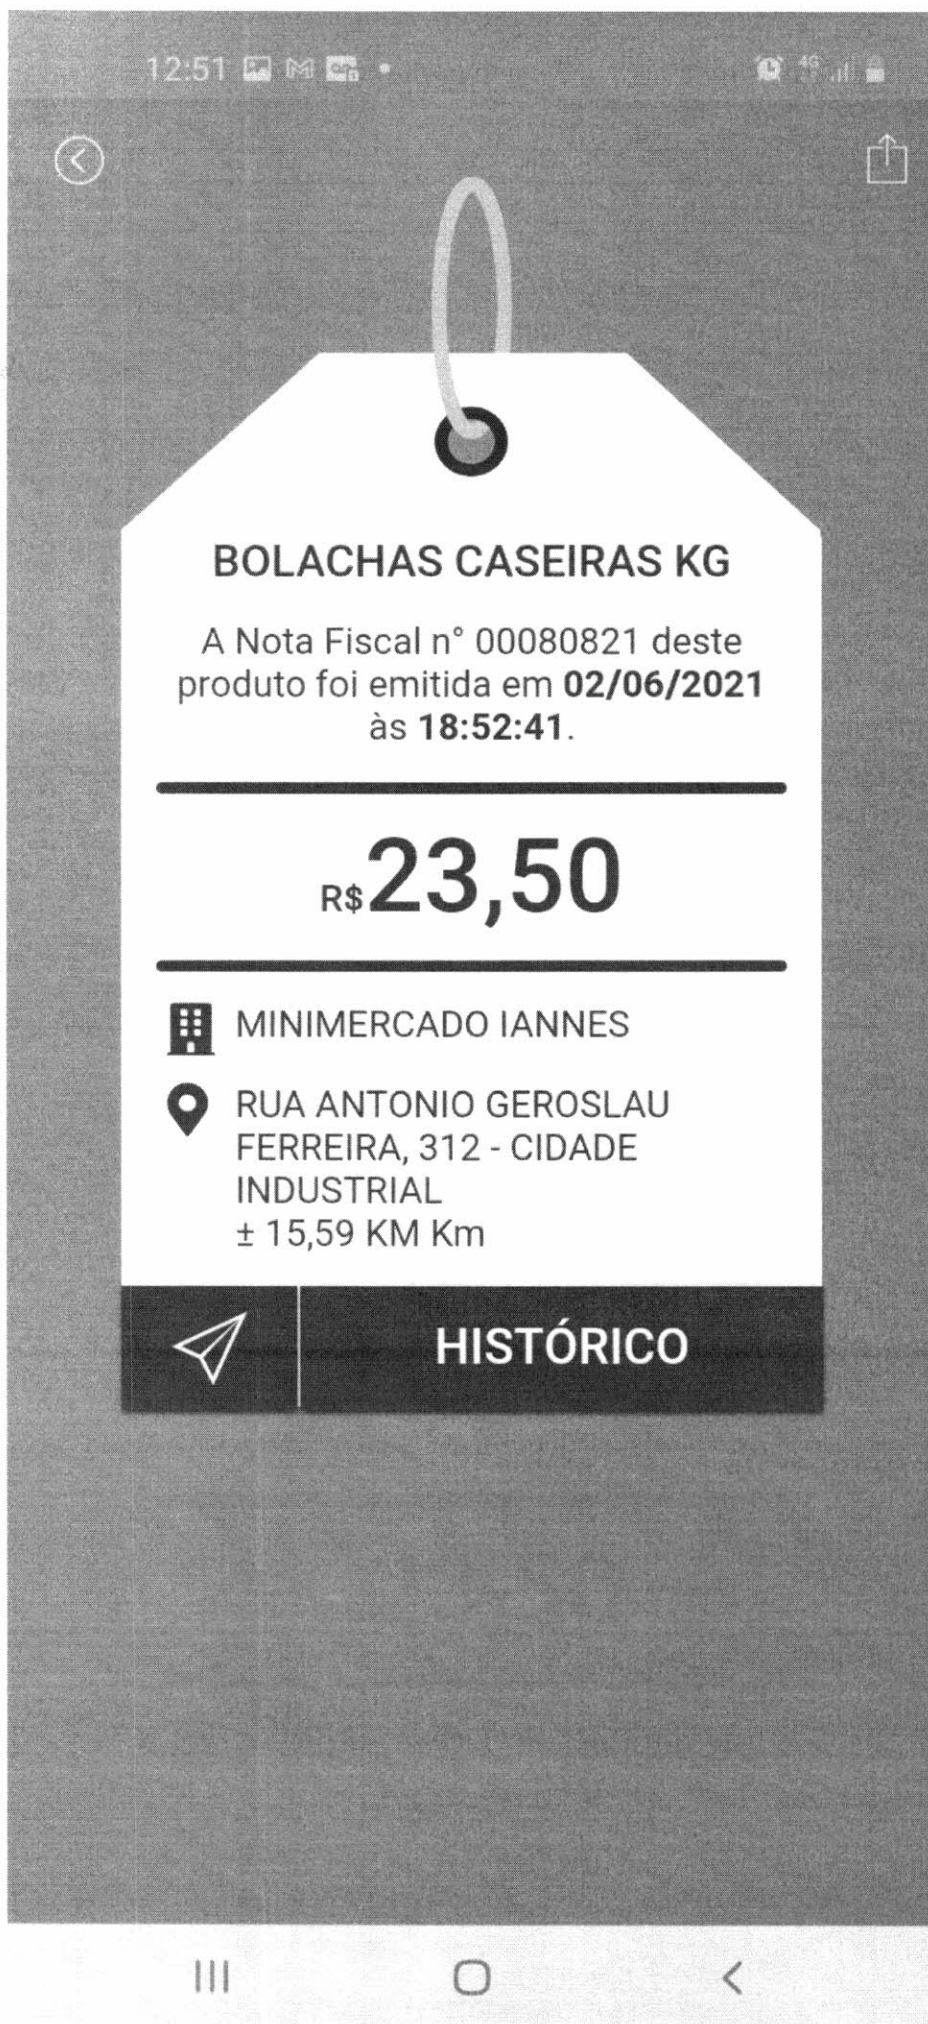 12:51
4G
BOLACHAS CASEIRAS KG
A Nota Fiscal n° 00080821 deste
produto foi emitida em 02/06/2021
às 18:52:41.
R$23,50
MINIMERCADO IANNES
RUA ANTONIO GEROSLAU
FERREIRA, 312 - CIDADE
INDUSTRIAL
± 15,59 KM Km
HISTÓRICO